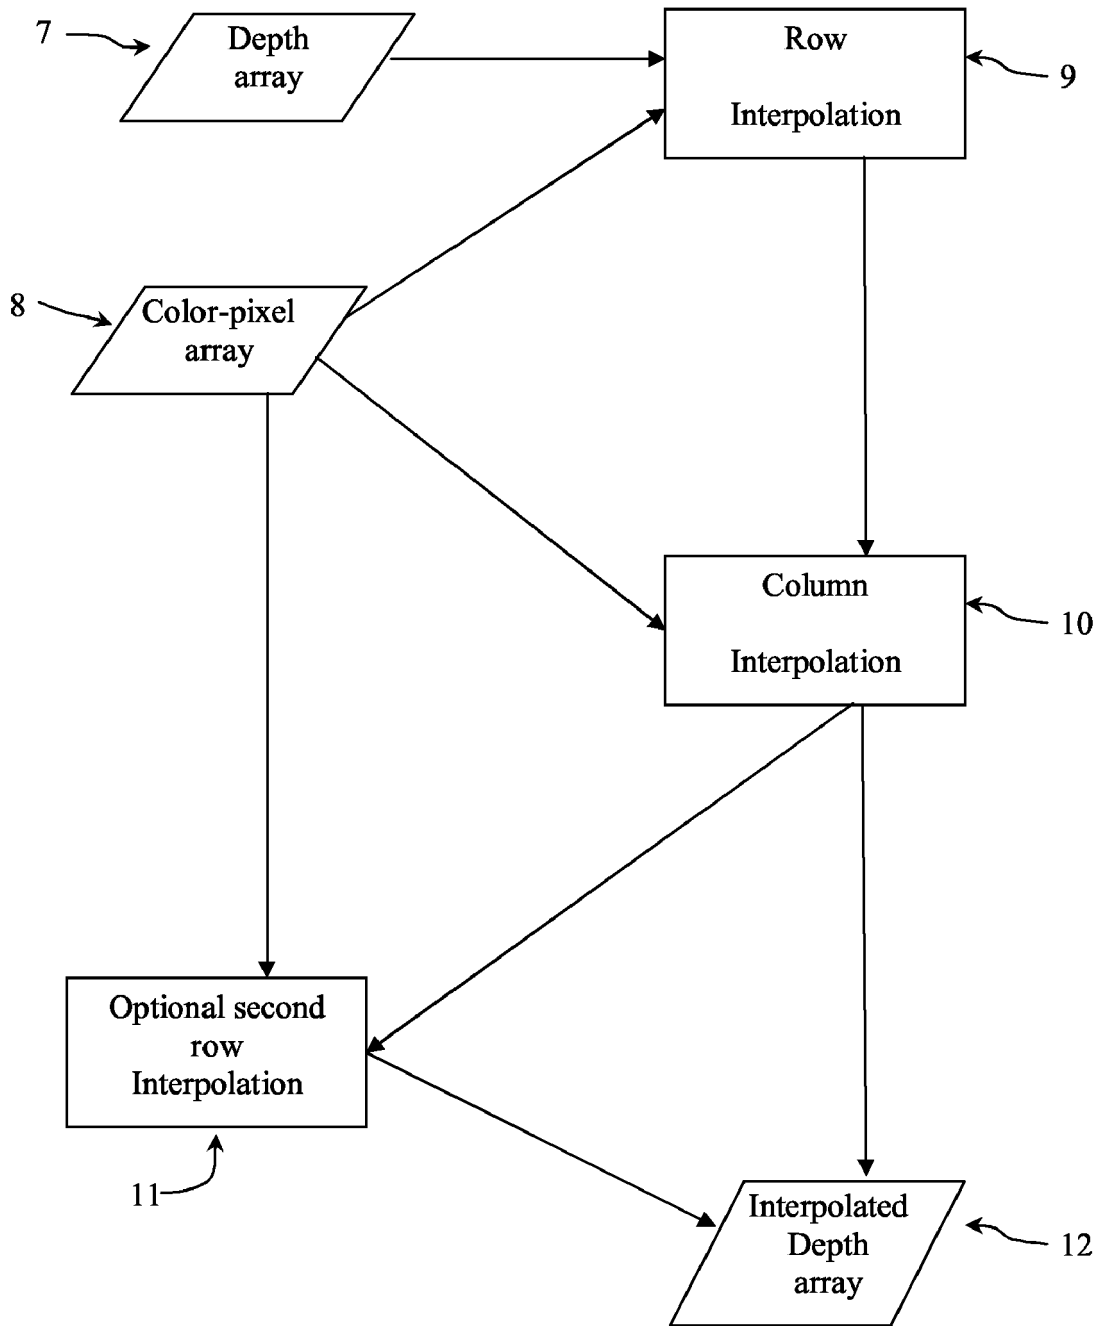 7
Depth
array
Row
Interpolation
9
8
Color-pixel
array
Column
Interpolation
10
Optional second
row
Interpolation
11
Interpolated
Depth
array
12